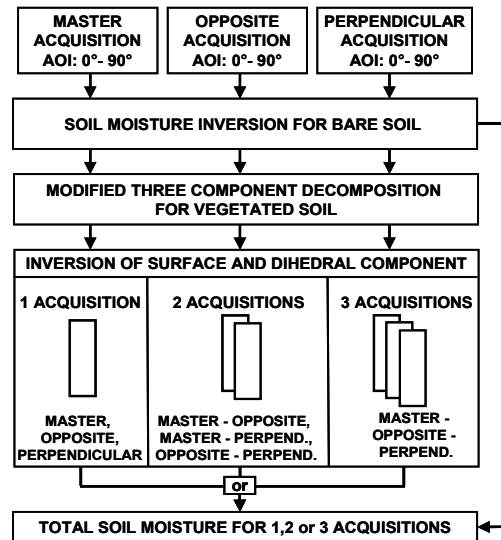 MASTER
ACQUISITION
AOI: 0°- 90°
OPPOSITE
ACQUISITION
AOI: 0°- 90°
PERPENDICULAR
ACQUISITION
AOI: 0°- 90°
SOIL MOISTURE INVERSION FOR BARE SOIL
MODIFIED THREE COMPONENT DECOMPOSITION
FOR VEGETATED SOIL
INVERSION OF SURFACE AND DIHEDRAL COMPONENT
1 ACQUISITION
MASTER,
OPPOSITE,
PERPENDICULAR
2 ACQUISITIONS
MASTER - OPPOSITE,
MASTER - PERPEND.,
OPPOSITE - PERPEND.
3 ACQUISITIONS
MASTER -
OPPOSITE -
PERPEND.
or
TOTAL SOIL MOISTURE FOR 1,2 or 3 ACQUISITIONS